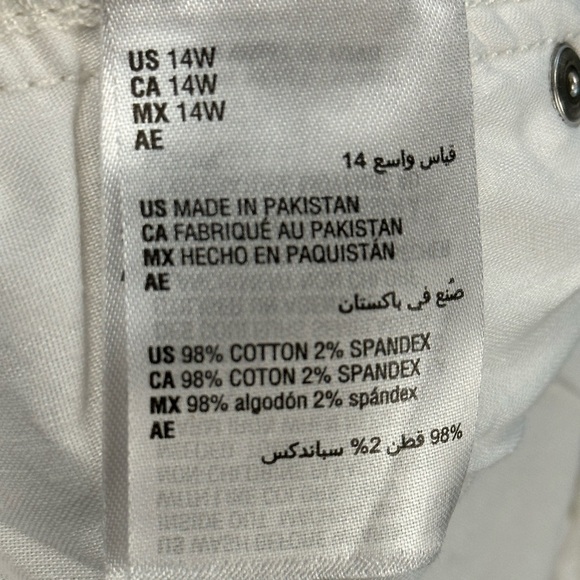 US 14W
CA 14W
MX 14W
AE
قياس واسع 14
US MADE IN PAKISTAN
CA FABRIQUÉ AU PAKISTAN
MX HECHO EN PAQUISTÁN
AE
صُنع في باكستان
US 98% COTTON 2% SPANDEX
CA 98% COTON 2% SPANDEX
MX 98% algodón 2% spándex
AE
98% قطن 2% سباندكس